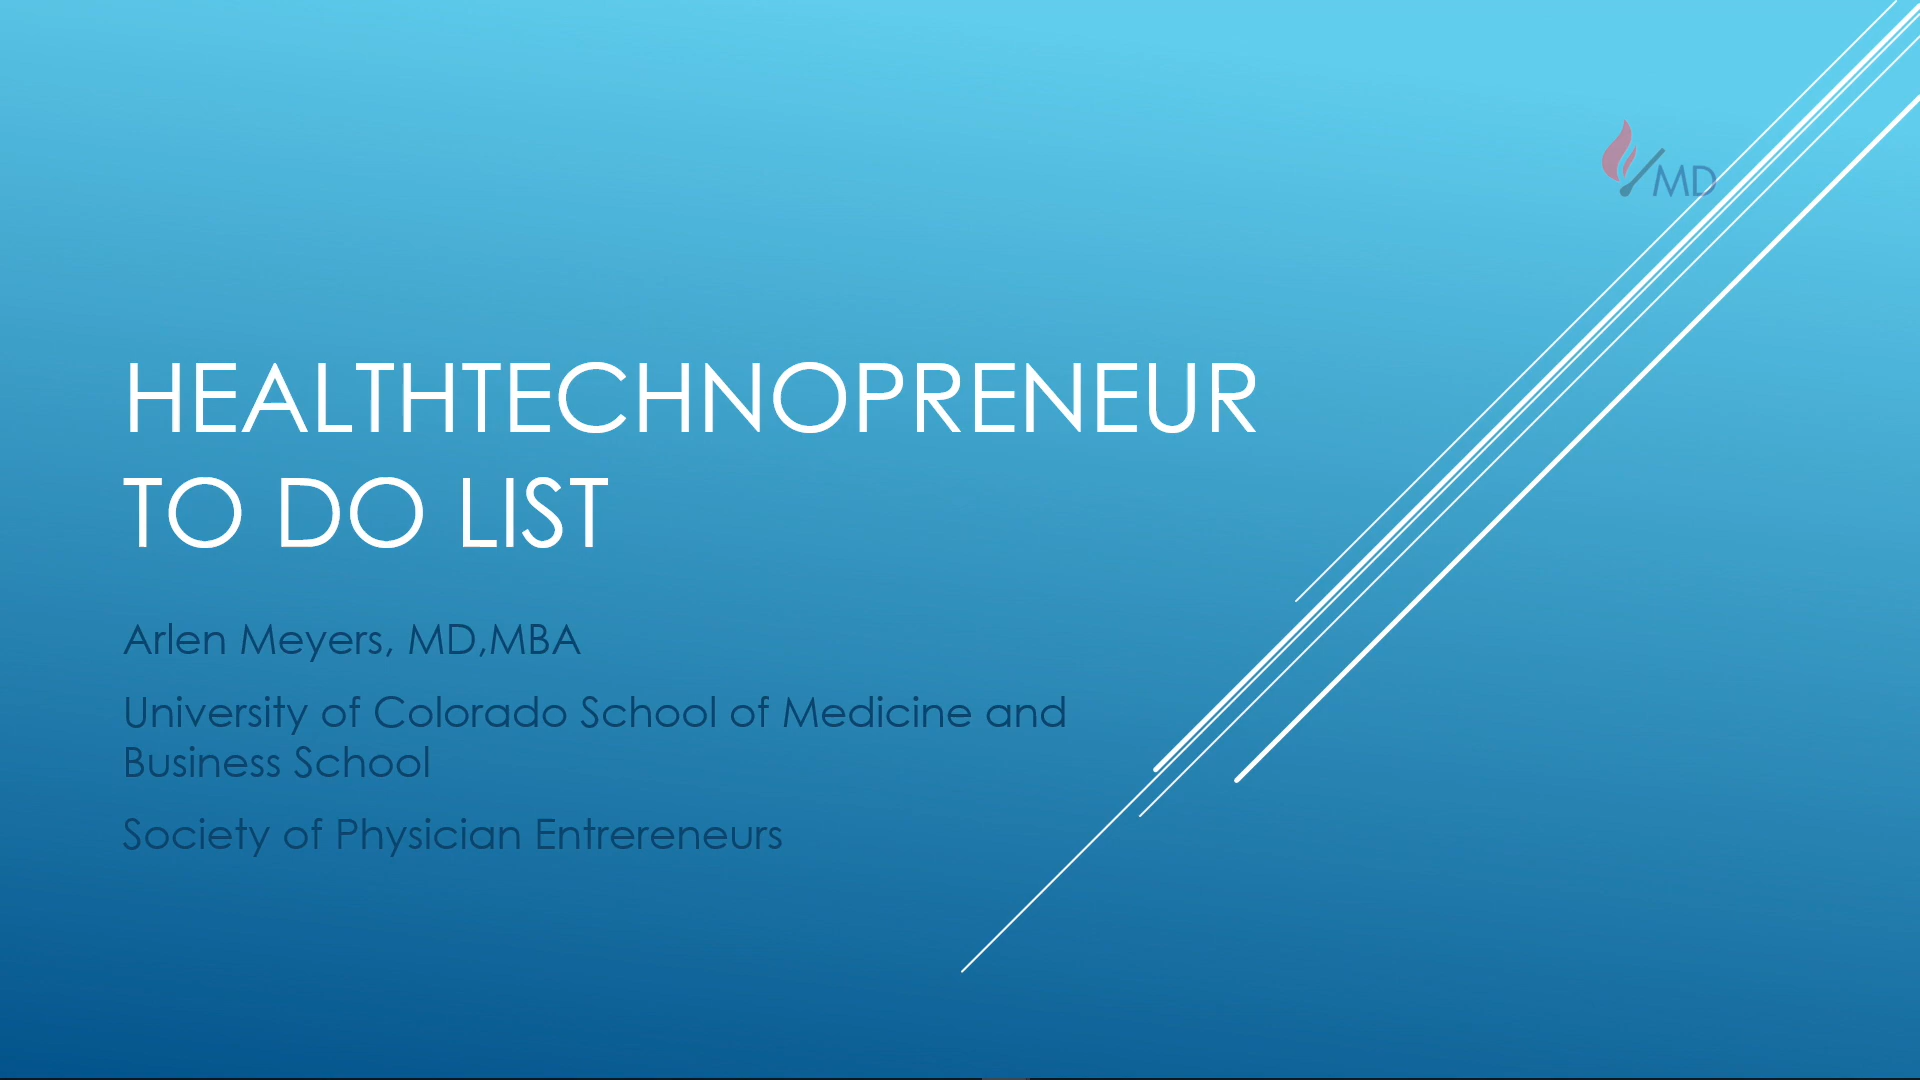 MD
HEALTHTECHNOPRENEUR
TO DO LIST
Arlen Meyers, MD,MBA
University of Colorado School of Medicine and
Business School
Society of Physician Entrereneurs